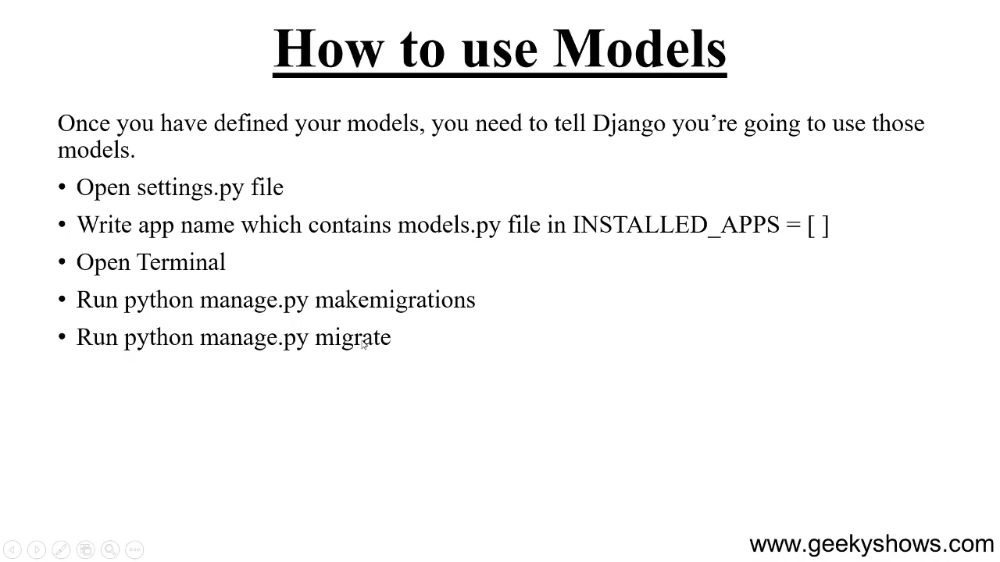 How to use Models
Once you have defined your models, you need to tell Django you’re going to use those
models.
• Open settings.py file
• Write app name which contains models.py file in INSTALLED_APPS = [ ]
• Open Terminal
• Run python manage.py makemigrations
• Run python manage.py migrate
www.geekyshows.com